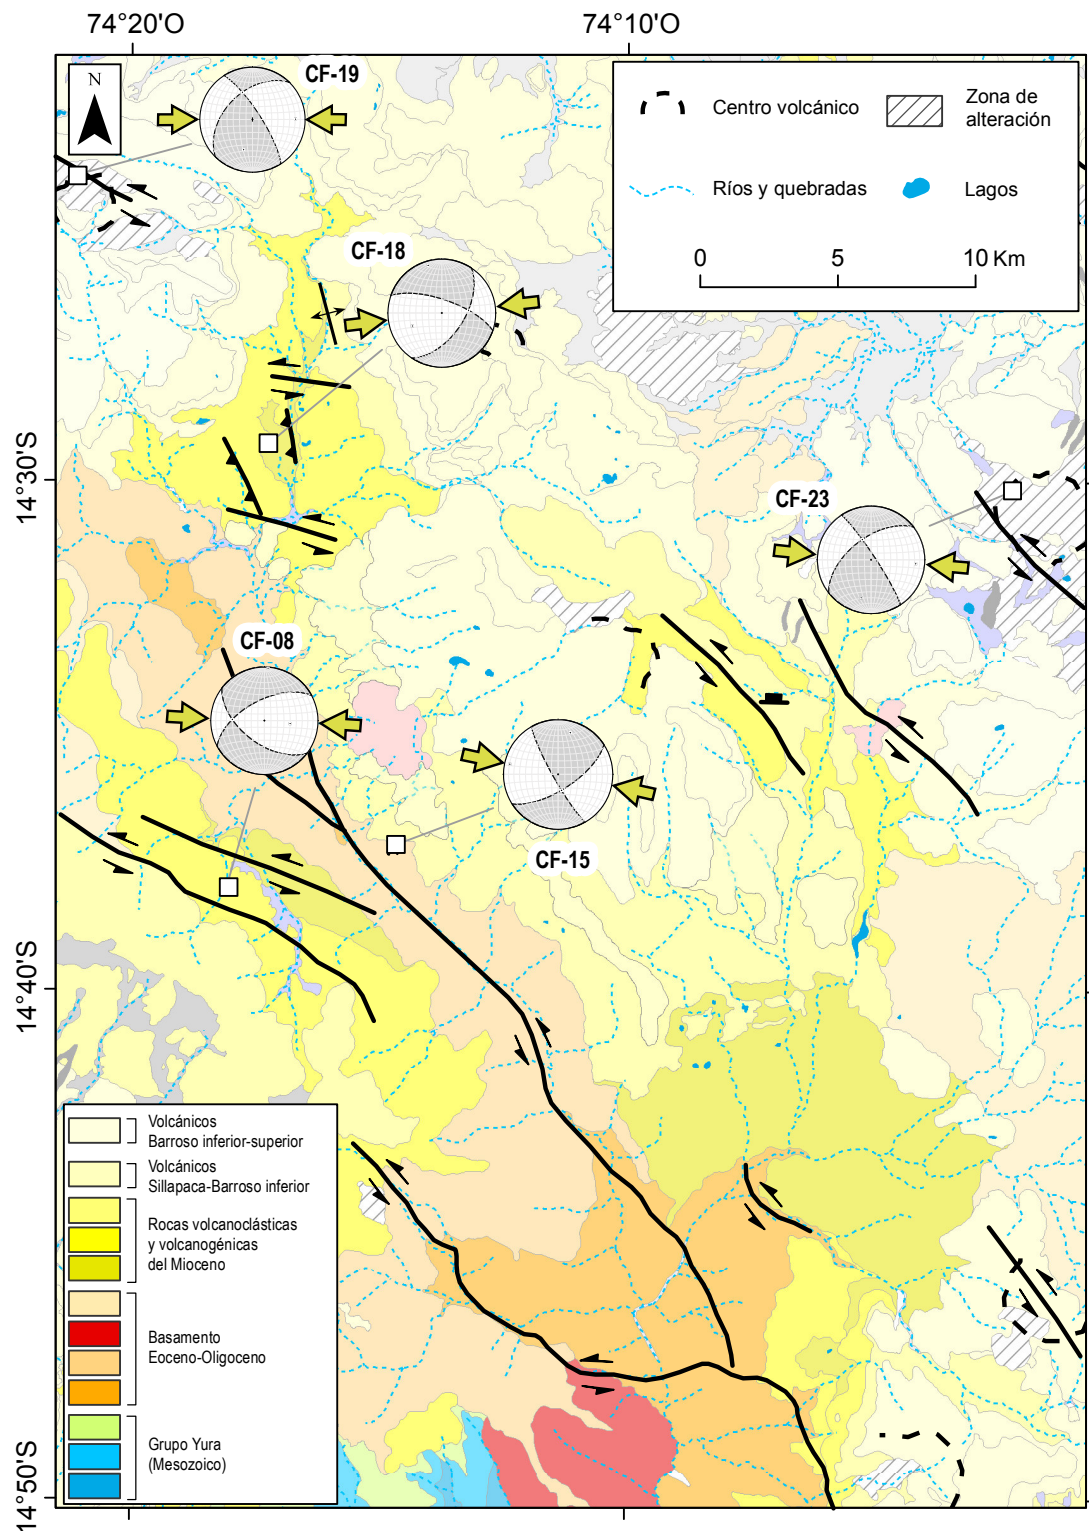 74°20'O
74°10'O
N
CF-19
Centro volcánico
Zona de
alteración
Ríos y quebradas
Lagos
0
5
10 Km
CF-18
14°30'S
CF-23
CF-08
CF-15
14°40'S
Volcánicos
Barroso inferior-superior
Volcánicos
Sillapaca-Barroso inferior
Rocas volcanoclásticas
y volcanogénicas
del Mioceno
Basamento
Eoceno-Oligoceno
Grupo Yura
(Mesozoico)
14°50'S